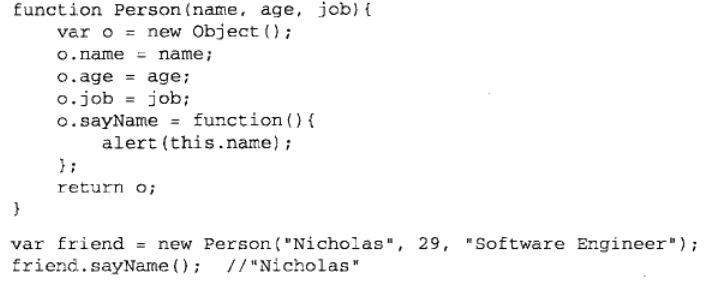 function Person(name, age, job){
    var o = new Object();
    o.name = name;
    o.age = age;
    o.job = job;
    o.sayName = function(){
        alert(this.name);
    };
    return o;
}
var friend = new Person("Nicholas", 29, "Software Engineer");
friend.sayName();  //"Nicholas"